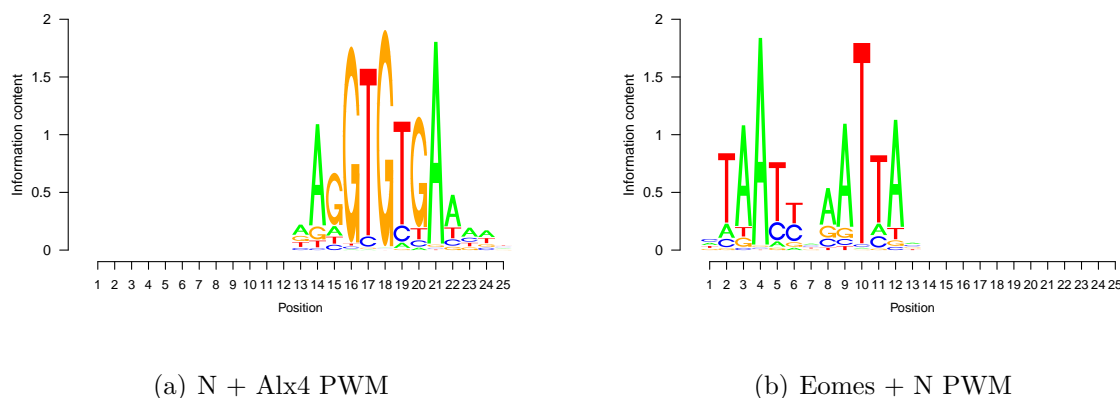 2
1.5
1
0.5
0
Information content
A G T G T G A
1 2 3 4 5 6 7 8 9 10 11 12 13 14 15 16 17 18 19 20 21 22 23 24 25
Position
(a) N + Alx4 PWM
2
1.5
1
0.5
0
Information content
T A A T T A A T T A
1 2 3 4 5 6 7 8 9 10 11 12 13 14 15 16 17 18 19 20 21 22 23 24 25
Position
(b) Eomes + N PWM